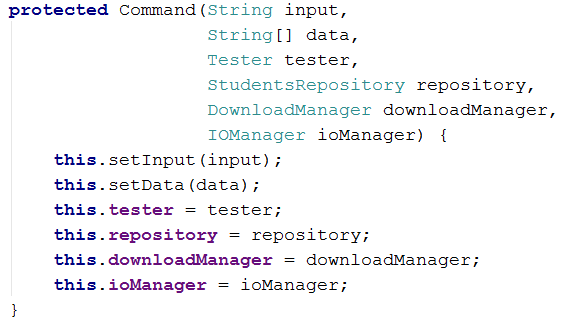 protected Command(String input,
String[] data,
Tester tester,
StudentsRepository repository,
DownloadManager downloadManager,
IOManager ioManager) {
this.setInput(input);
this.setData(data);
this.tester = tester;
this.repository = repository;
this.downloadManager = downloadManager;
this.ioManager = ioManager;
}